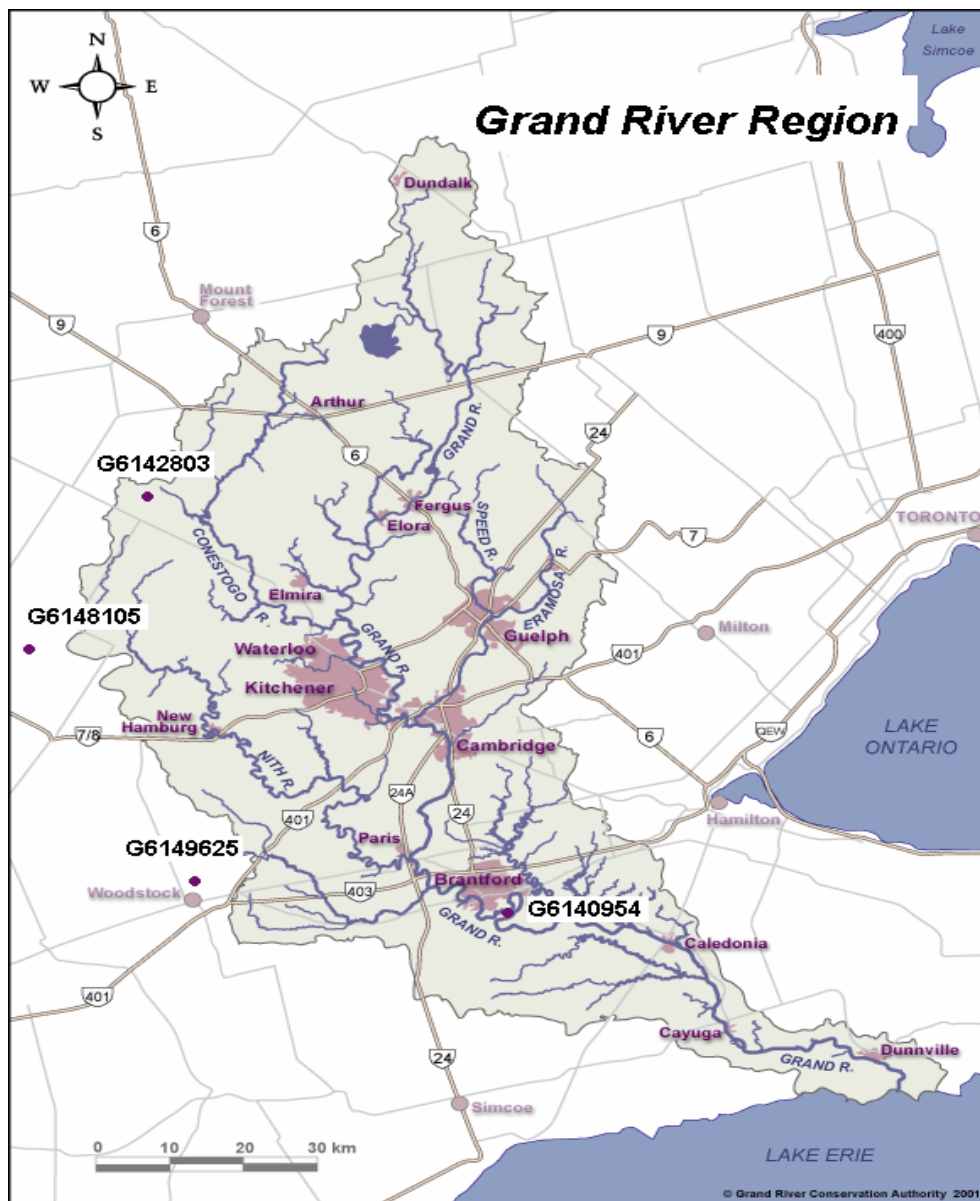 Lake
Simcoe
N
W E
S
Grand River Region
Dundalk
6
Mount
Forest
9
9
400
Arthur
GRAND R.
24
6
G6142803
Fergus
Elora
SPEED R.
7
TORONTO
CONESTOGO
R.
ERAMOSA R.
Elmira
G6148105
Guelph
Milton
Waterloo
GRAND R.
401
Kitchener
New
Hamburg
7/8
6
QEW
LAKE
ONTARIO
Cambridge
NITH R.
24A
401
24
Hamilton
Paris
G6149625
Woodstock
403
Brantford
G6140954
GRAND R.
Caledonia
401
Cayuga
Dunnville
GRAND R.
24
Simcoe
0 10 20 30 km
LAKE ERIE
© Grand River Conservation Authority 2001